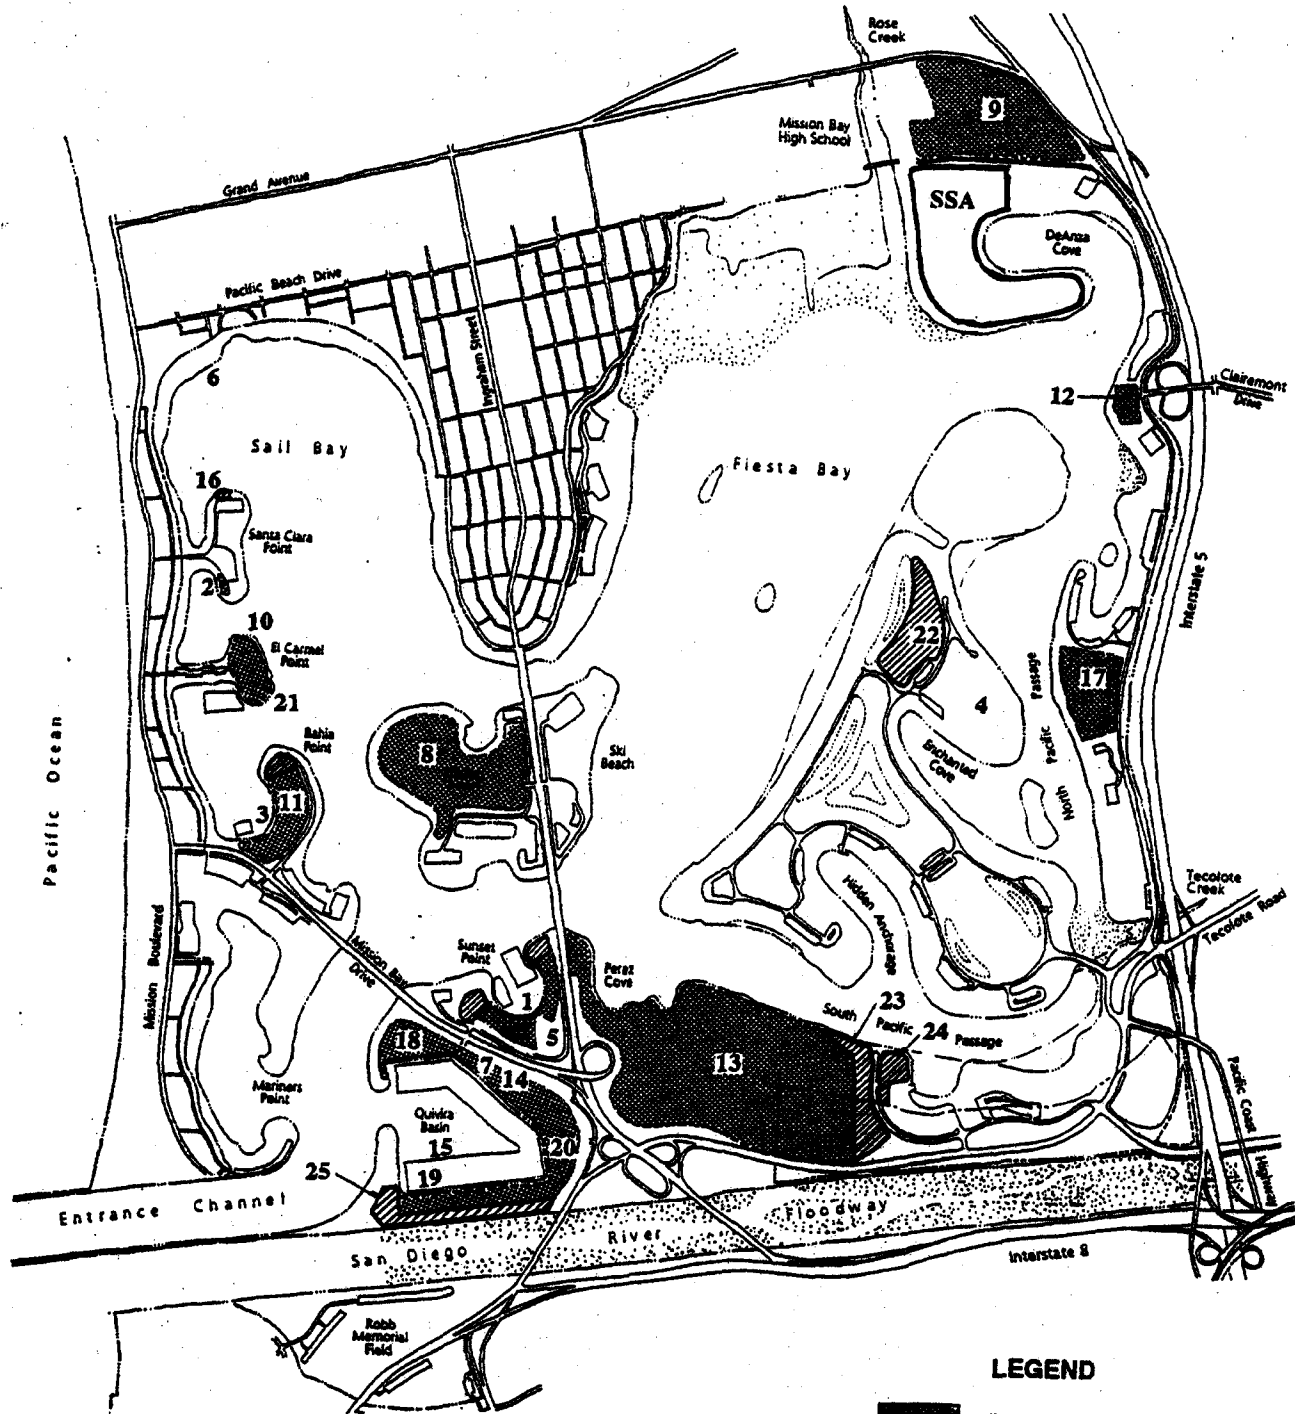 Rose
Creek
9
Mission Bay
High School
Grand Avenue
SSA
DeAnza
Cove
Pacific Beach Drive
Ingraham Street
6
12
Clairemont
Drive
Sail Bay
Fiesta Bay
16
Santa Clara
Point
2
Interstate 5
10
El Carmel
Point
21
22
17
4
North Pacific Passage
Pacific Ocean
Bahia
Point
8
Ski
Beach
Enchanted
Cove
3
11
Hidden Anchorage
Tecolote
Creek
Tecolote Road
Mission Boulevard
Mission Bay
Drive
Sunset
Point
Perez
Cove
1
5
South Pacific Passage
23
24
18
7
14
13
Mariners
Point
Quivira
Basin
15
20
19
25
Pacific Coast Highway
Entrance Channel
San Diego River Floodway
Interstate 8
Robb
Memorial
Field
LEGEND